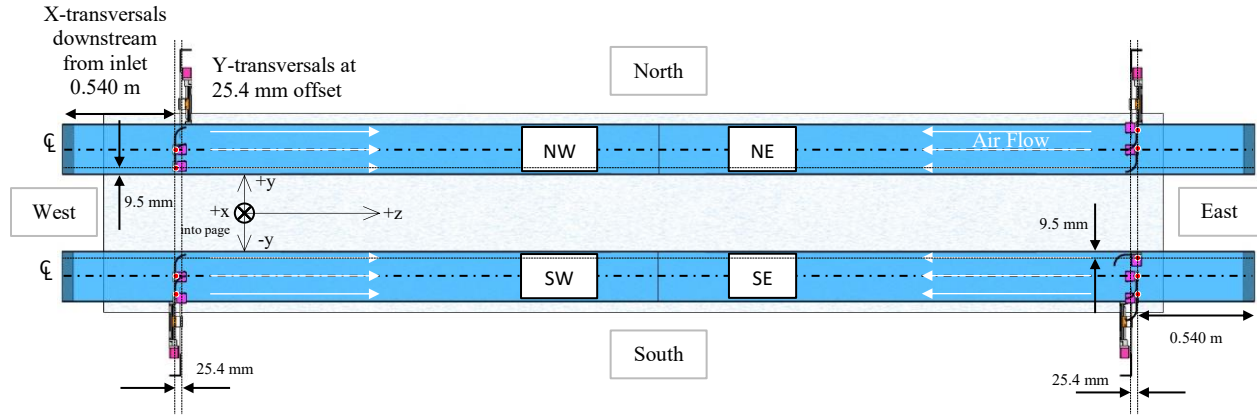 X-transversals
downstream
from inlet
0.540 m
Y-transversals at
25.4 mm offset
North
℄
NW
NE
Air Flow
West
9.5 mm
+y
+x
into page
+z
-y
9.5 mm
East
℄
SW
SE
South
0.540 m
25.4 mm
25.4 mm